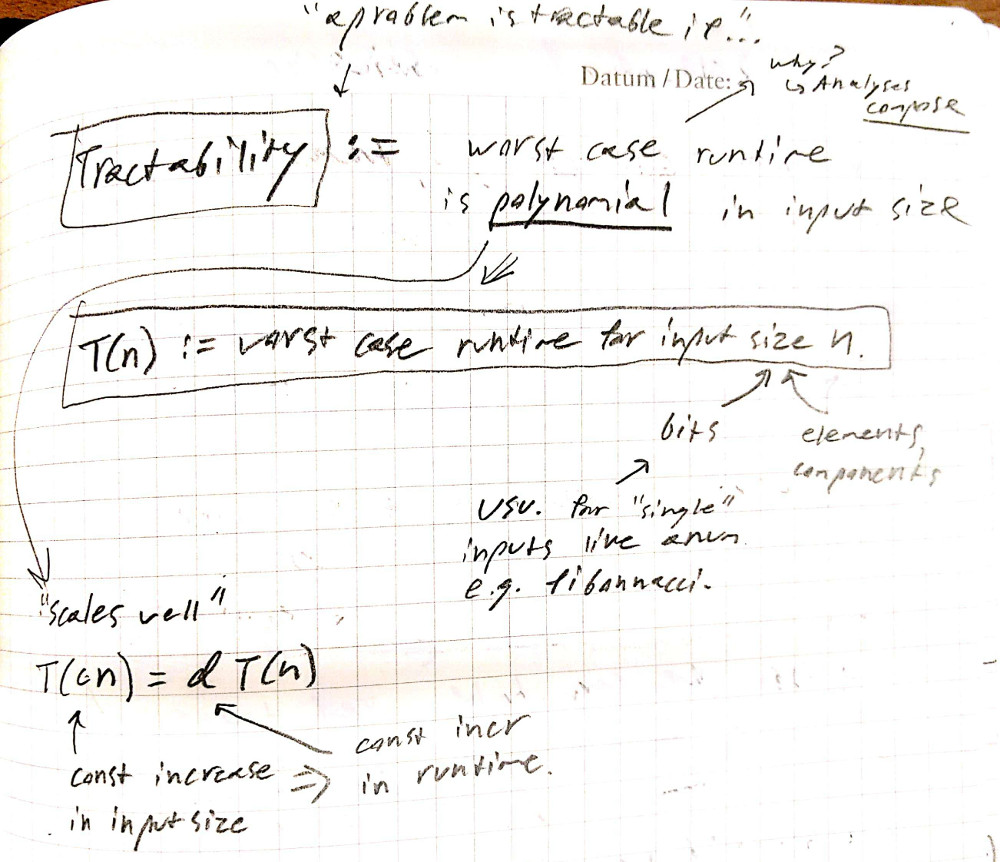 "a problem is tractable if"...
Datum / Date:
why?
↳ Analyses
compose
Tractability := worst case runtime
is polynomial in input size
T(n) := worst case runtime for input size n.
bits
elements,
components
usu. for "single"
inputs like a num
e.g. fibannacci.
"scales well"
T(cn) = d T(n)
const increase ⇒ const incr
in input size
in runtime.